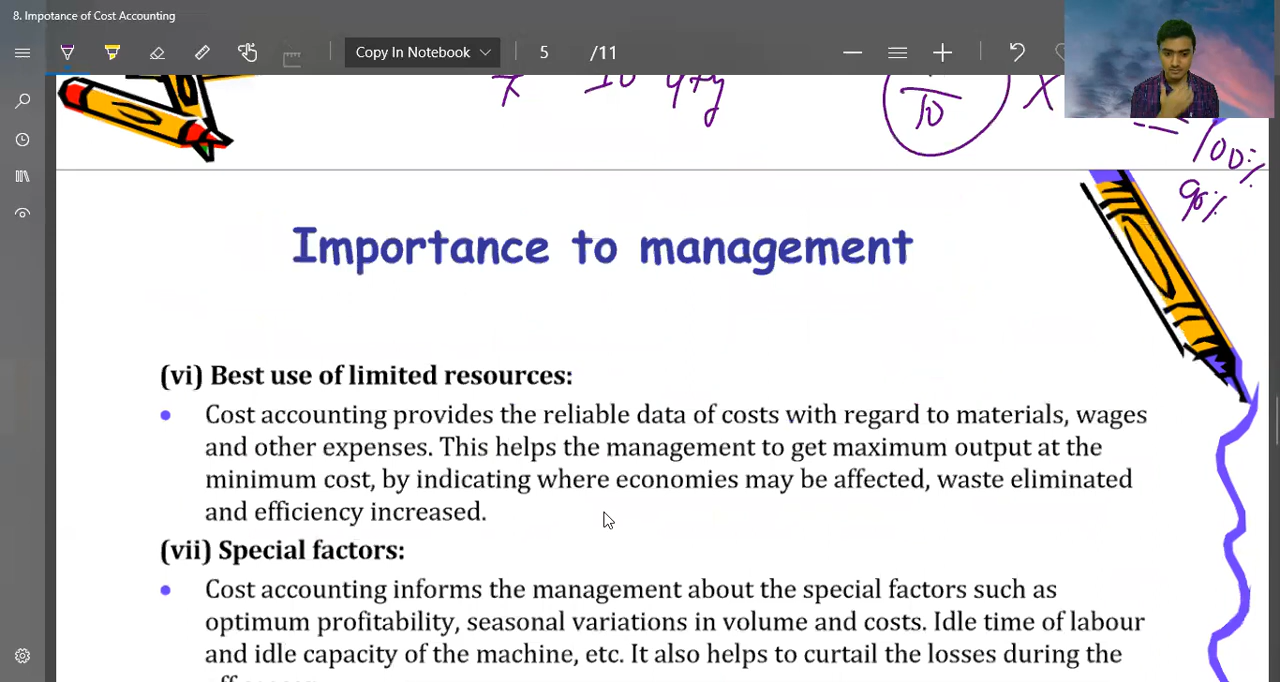 8. Impotance of Cost Accounting
Copy In Notebook
5 /11
10 qty
10
X
100%
90%
Importance to management
(vi) Best use of limited resources:
• Cost accounting provides the reliable data of costs with regard to materials, wages
and other expenses. This helps the management to get maximum output at the
minimum cost, by indicating where economies may be affected, waste eliminated
and efficiency increased.
(vii) Special factors:
• Cost accounting informs the management about the special factors such as
optimum profitability, seasonal variations in volume and costs. Idle time of labour
and idle capacity of the machine, etc. It also helps to curtail the losses during the